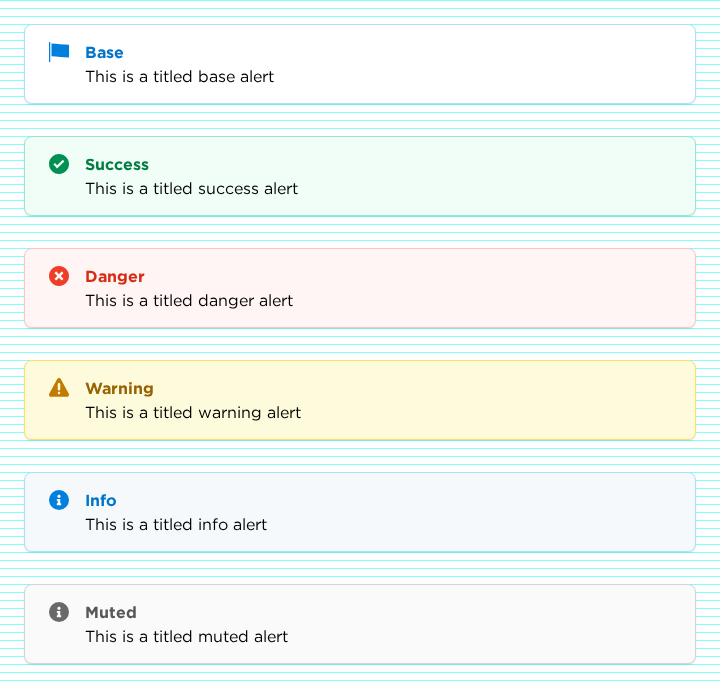 Base
This is a titled base alert
Success
This is a titled success alert
Danger
This is a titled danger alert
Warning
This is a titled warning alert
Info
This is a titled info alert
Muted
This is a titled muted alert